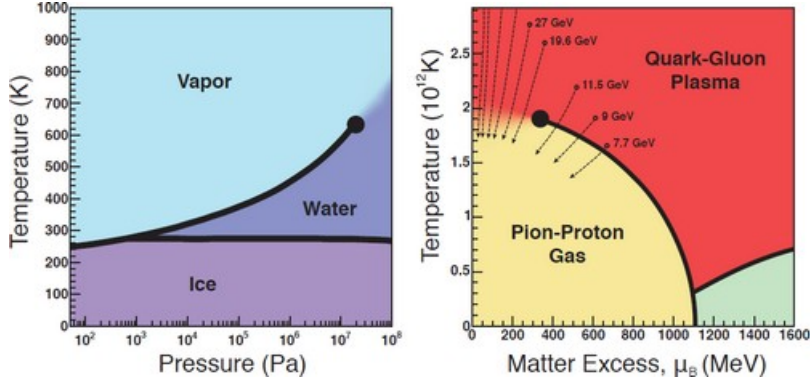 1000
900
800
700
600
500
400
300
200
100
0
Temperature (K)
Vapor
Water
Ice
10² 10³ 10⁴ 10⁵ 10⁶ 10⁷ 10⁸
Pressure (Pa)
2.5
2
1.5
1
0.5
0
Temperature (10¹²K)
27 GeV
19.6 GeV
11.5 GeV
9 GeV
7.7 GeV
Quark-Gluon
Plasma
Pion-Proton
Gas
0 200 400 600 800 1000 1200 1400 1600
Matter Excess, μB (MeV)